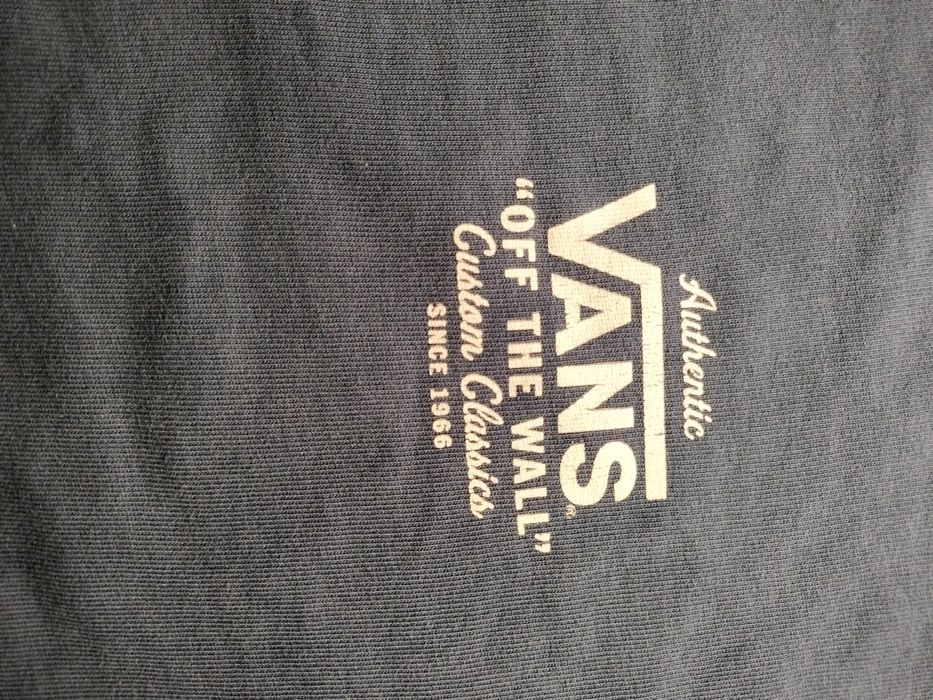 Authentic
VANS®
"OFF THE WALL"
Custom Classics
SINCE 1966